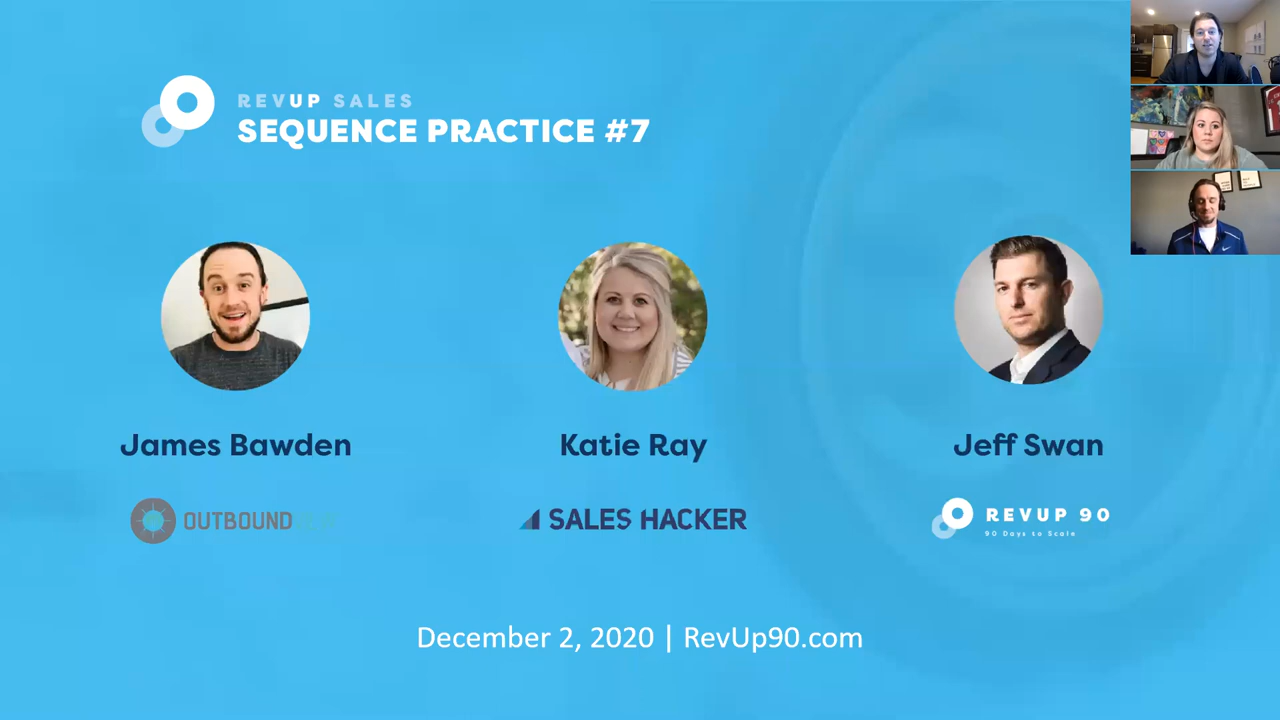 REVUP SALES
SEQUENCE PRACTICE #7
James Bawden
Katie Ray
Jeff Swan
OUTBOUND
SALES HACKER
REVUP 90
90 Days to Scale
December 2, 2020 | RevUp90.com